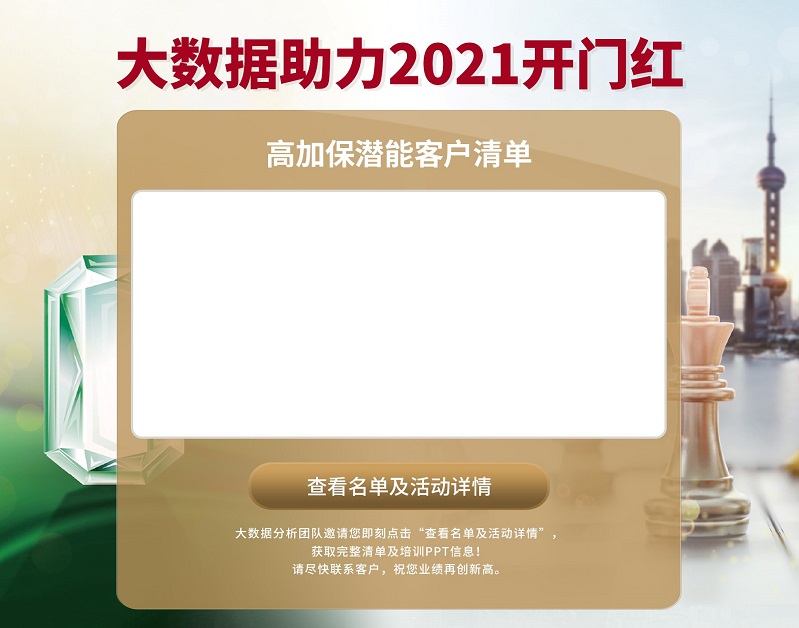 大数据助力2021开门红
高加保潜能客户清单
查看名单及活动详情
大数据分析团队邀请您即刻点击“查看名单及活动详情”，
获取完整清单及培训PPT信息！
请尽快联系客户，祝您业绩再创新高。